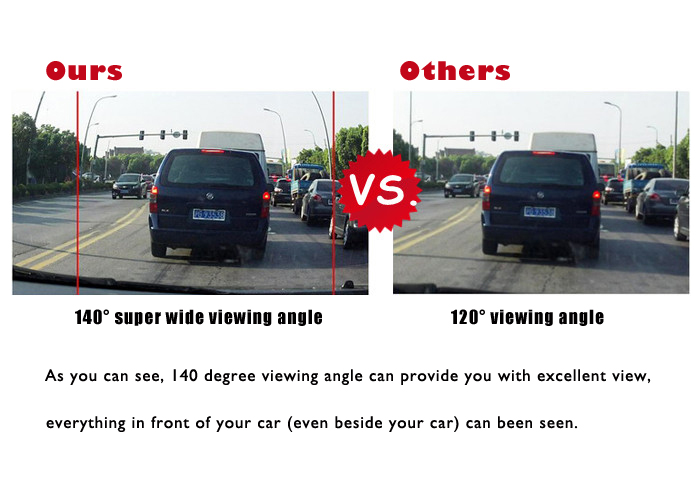 Ours
Others
VS.
140° super wide viewing angle
120° viewing angle
As you can see, 140 degree viewing angle can provide you with excellent view,
everything in front of your car (even beside your car) can been seen.